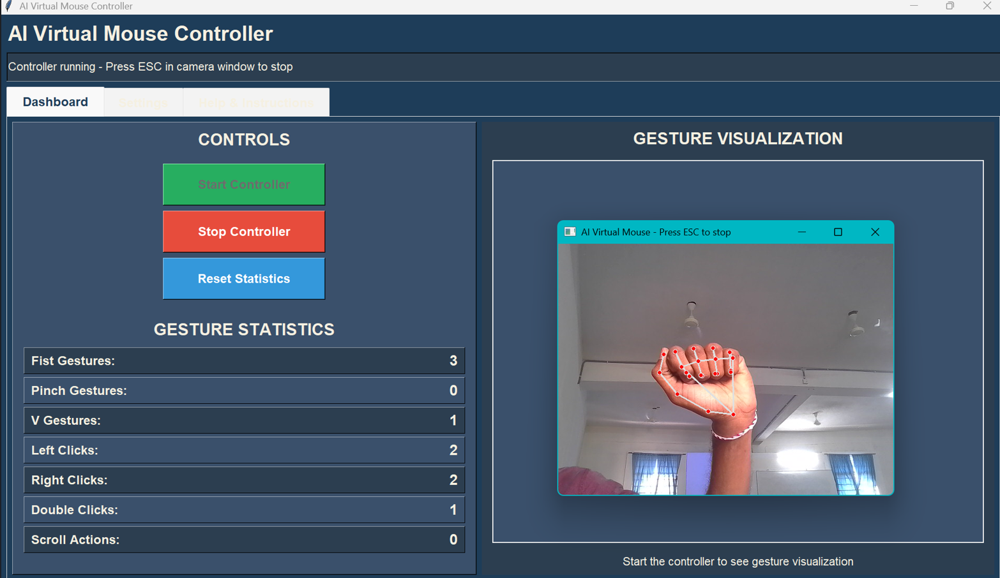 AI Virtual Mouse Controller
AI Virtual Mouse Controller
Controller running - Press ESC in camera window to stop
Dashboard
Settings
Help & Instructions
CONTROLS
Start Controller
Stop Controller
Reset Statistics
GESTURE STATISTICS
Fist Gestures: 3
Pinch Gestures: 0
V Gestures: 1
Left Clicks: 2
Right Clicks: 2
Double Clicks: 1
Scroll Actions: 0
GESTURE VISUALIZATION
AI Virtual Mouse - Press ESC to stop
Start the controller to see gesture visualization